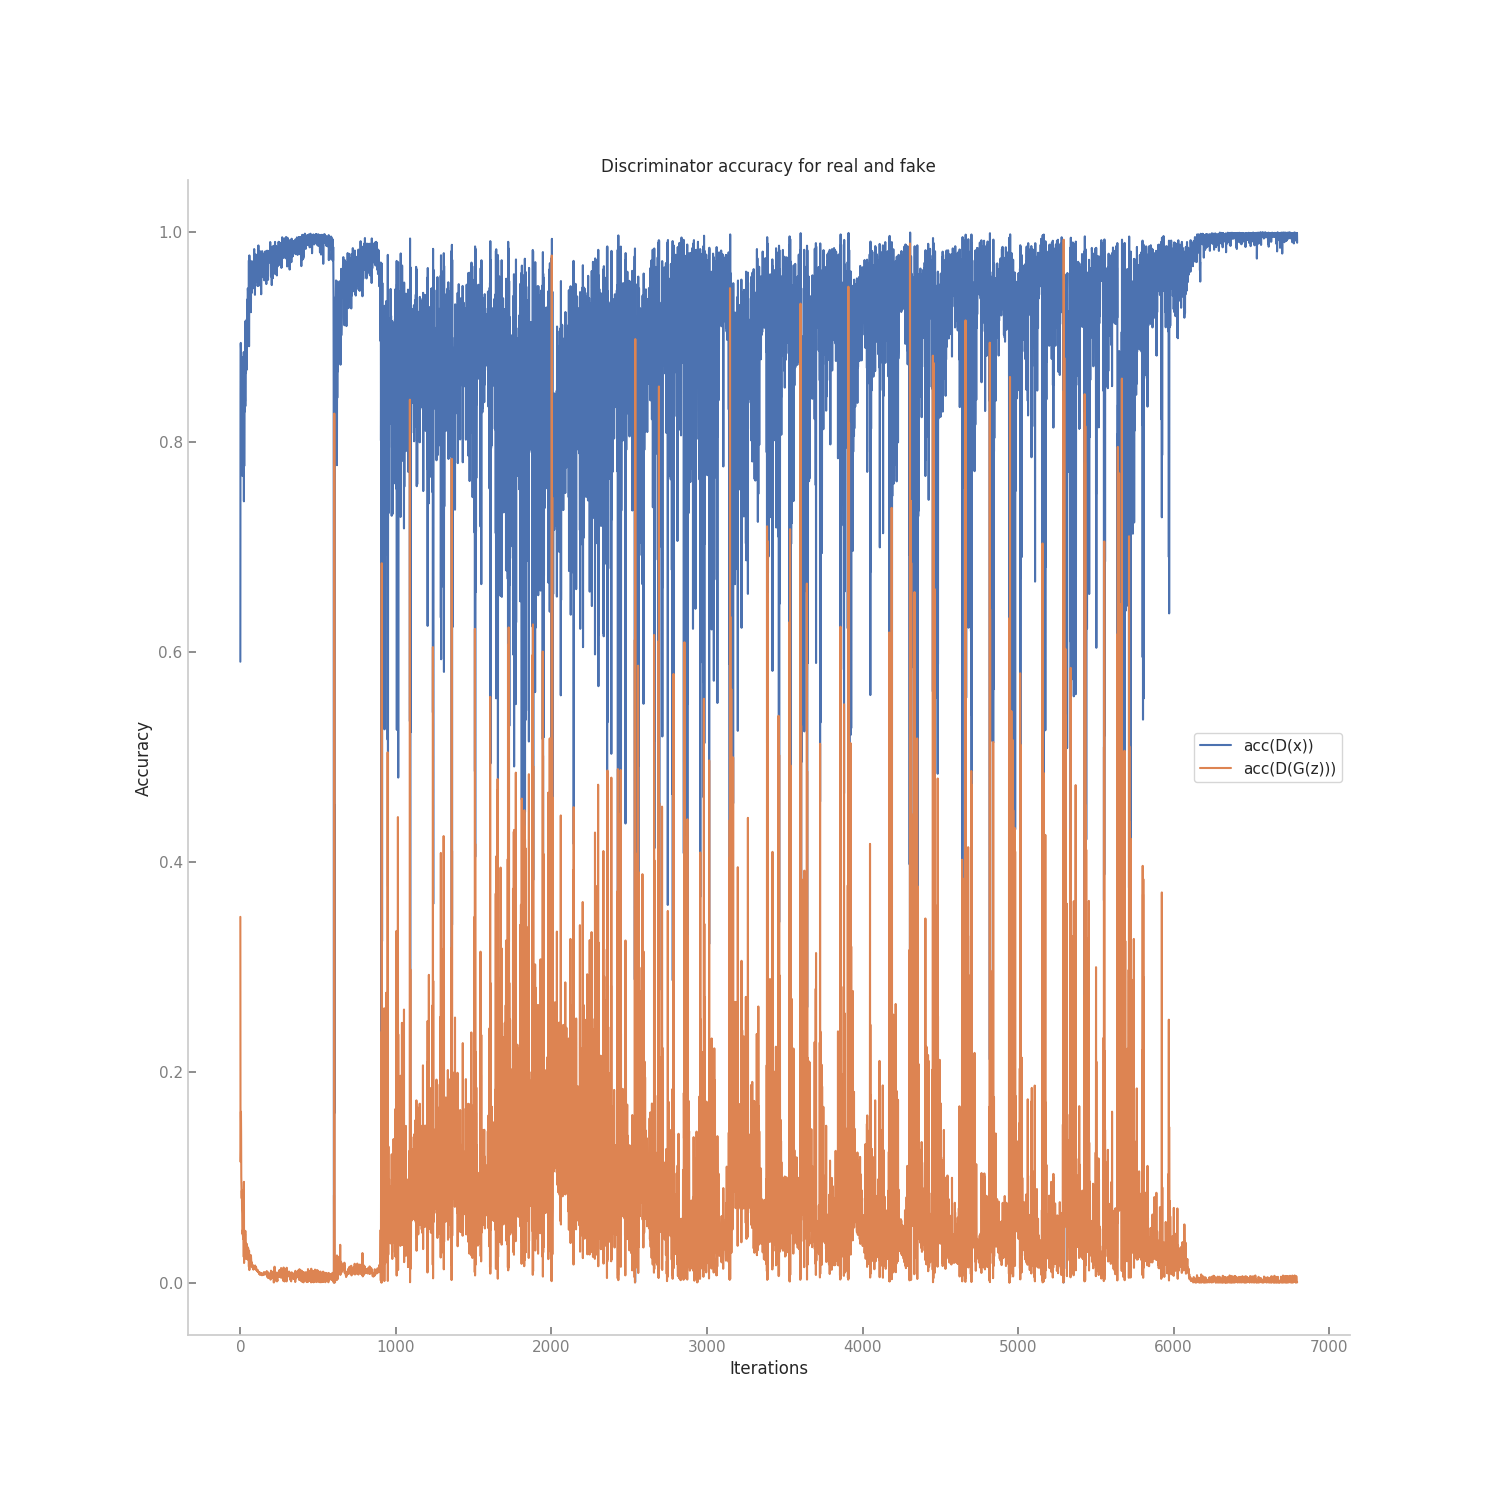 Discriminator accuracy for real and fake
1.0
0.8
0.6
0.4
0.2
0.0
Accuracy
acc(D(x))
acc(D(G(z)))
0 1000 2000 3000 4000 5000 6000 7000
Iterations